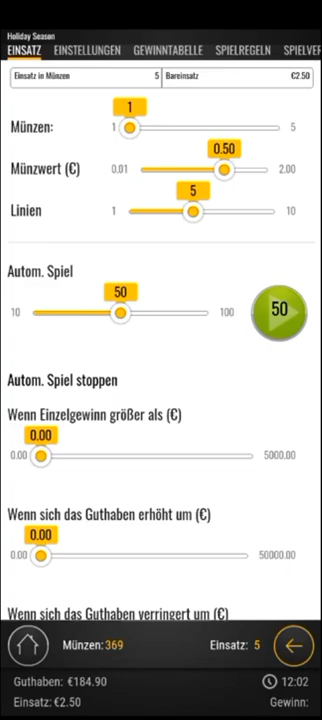 Holiday Season
EINSATZ EINSTELLUNGEN GEWINNTABELLE SPIELREGELN SPIELVER
Einsatz in Münzen 5 Bareinsatz €2.50
1
Münzen: 1 5
0.50
Münzwert (€) 0.01 2.00
5
Linien 1 10
Autom. Spiel
50
10 100 50
Autom. Spiel stoppen
Wenn Einzelgewinn größer als (€)
0.00
0.00 5000.00
Wenn sich das Guthaben erhöht um (€)
0.00
0.00 50000.00
Wenn sich das Guthaben verringert um (€)
Münzen: 369 Einsatz: 5
Guthaben: €184.90 12:02
Einsatz: €2.50 Gewinn: